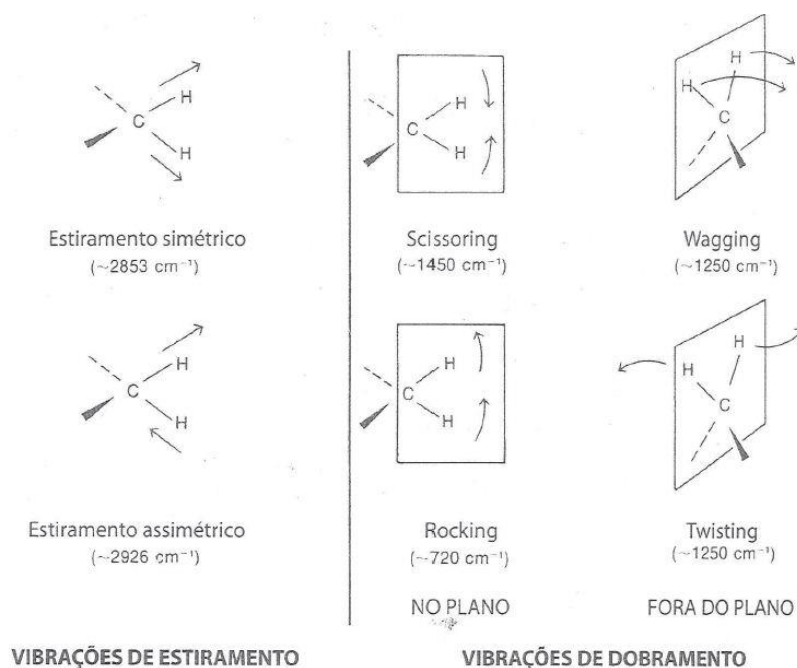 H
C
H
Estiramento simétrico
(~2853 cm⁻¹)
H
C
H
Scissoring
(~1450 cm⁻¹)
H
H
C
Wagging
(~1250 cm⁻¹)
H
C
H
Estiramento assimétrico
(~2926 cm⁻¹)
H
C
H
Rocking
(~720 cm⁻¹)
H
H
C
Twisting
(~1250 cm⁻¹)
NO PLANO
FORA DO PLANO
VIBRAÇÕES DE ESTIRAMENTO
VIBRAÇÕES DE DOBRAMENTO